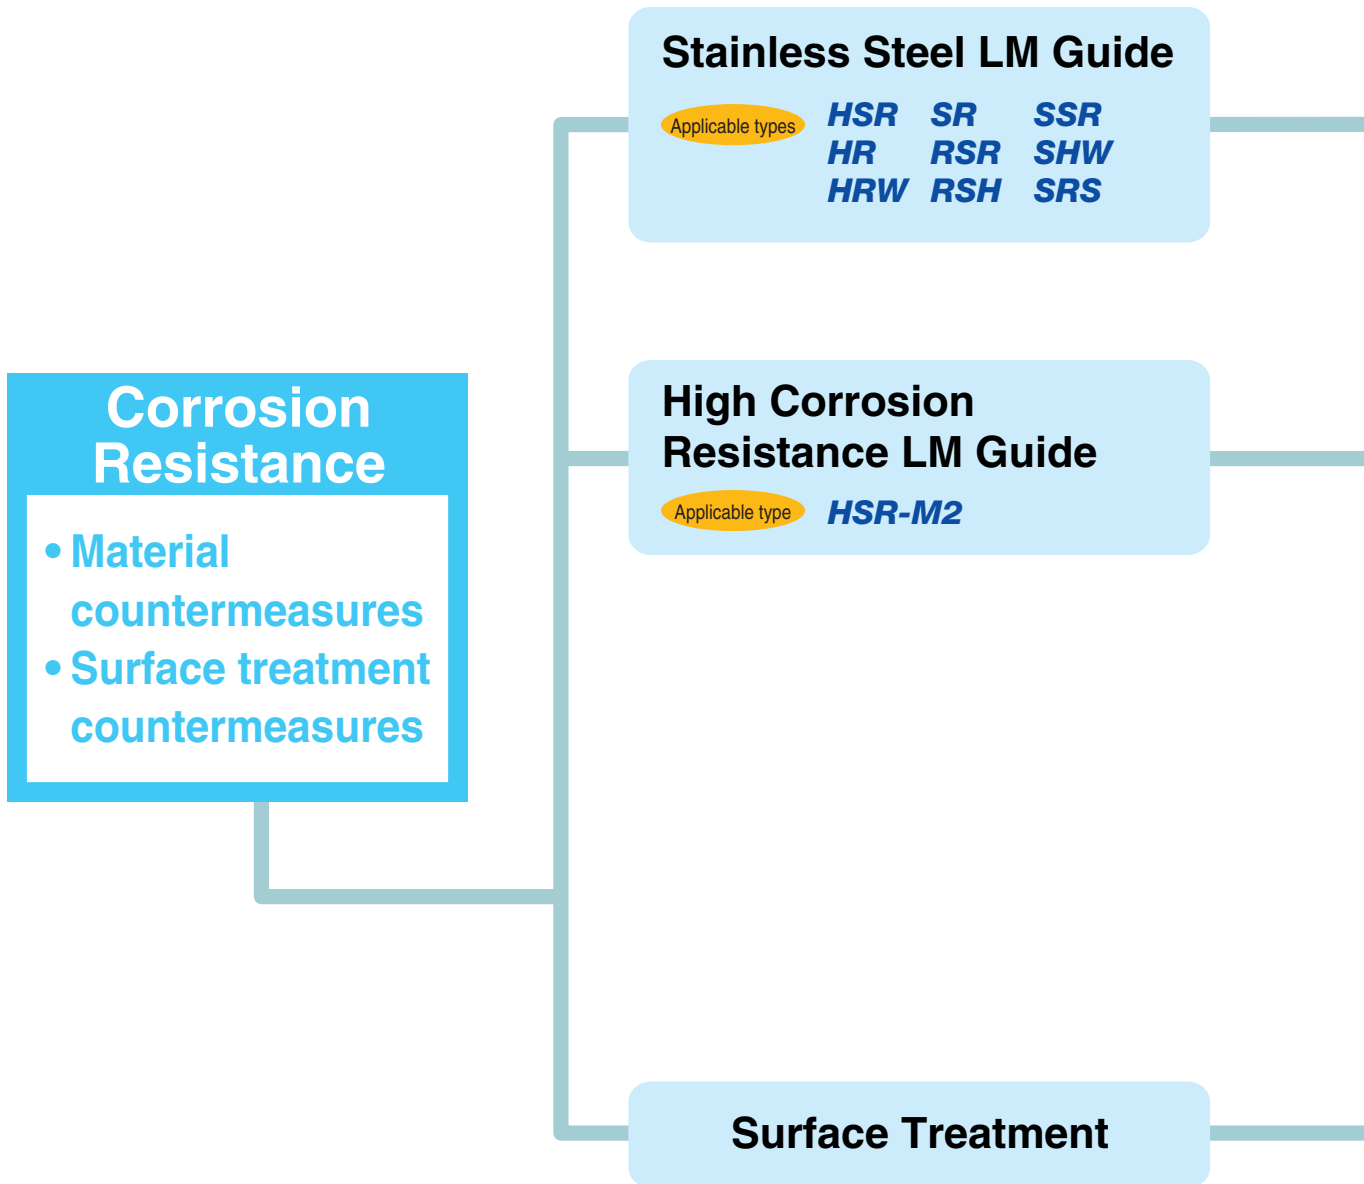 Stainless Steel LM Guide
Applicable types
HSR SR SSR
HR RSR SHW
HRW RSH SRS
Corrosion
Resistance
• Material
countermeasures
• Surface treatment
countermeasures
High Corrosion
Resistance LM Guide
Applicable type HSR-M2
Surface Treatment